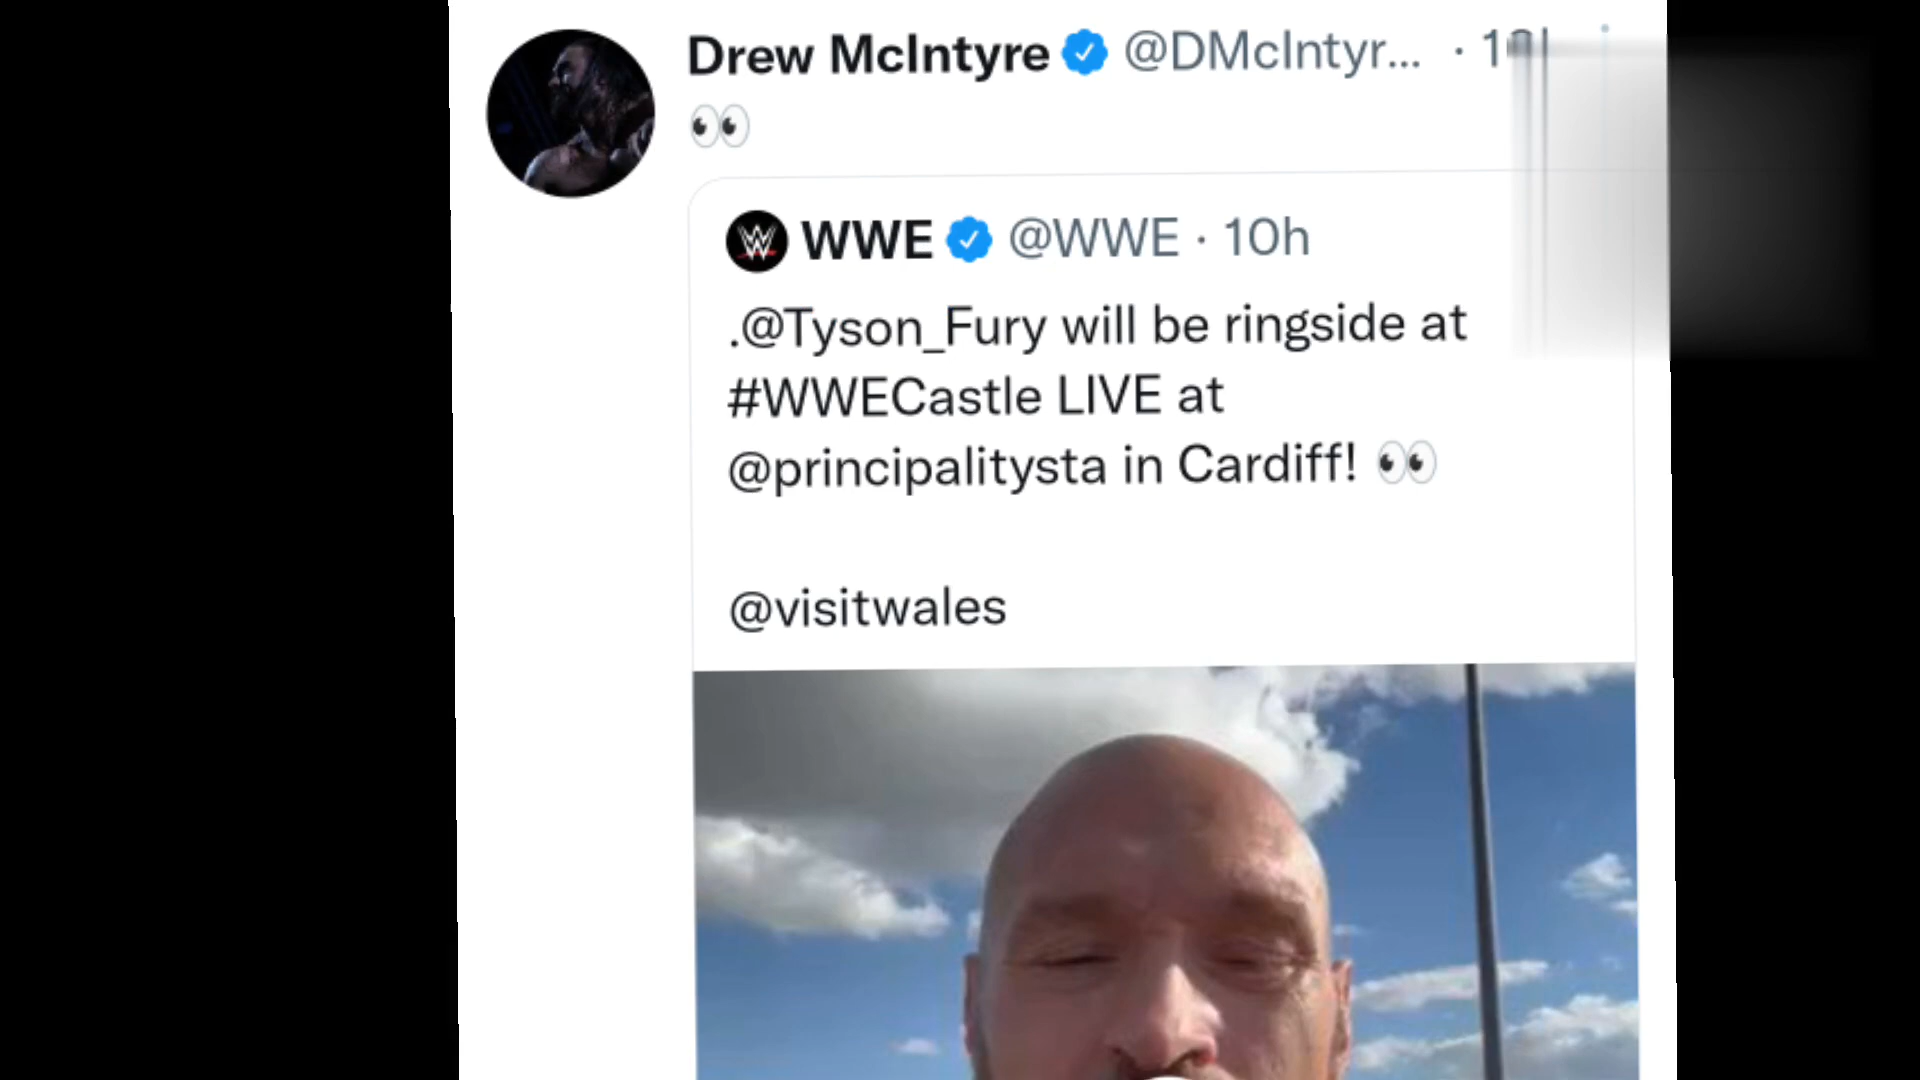 Drew McIntyre @DMcIntyr... ·
👀
WWE @WWE · 10h
.@Tyson_Fury will be ringside at
#WWECastle LIVE at
@principalitysta in Cardiff! 👀
@visitwales